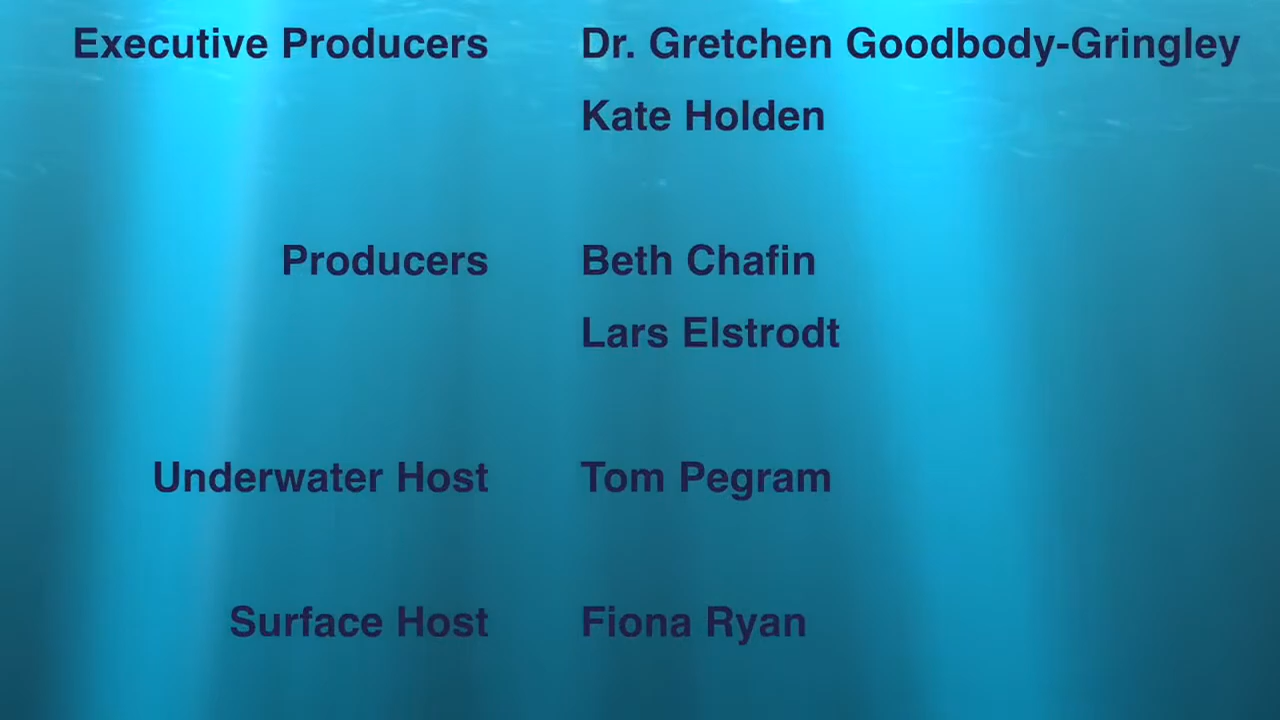 Executive Producers Dr. Gretchen Goodbody-Gringley
Kate Holden
Producers Beth Chafin
Lars Elstrodt
Underwater Host Tom Pegram
Surface Host Fiona Ryan